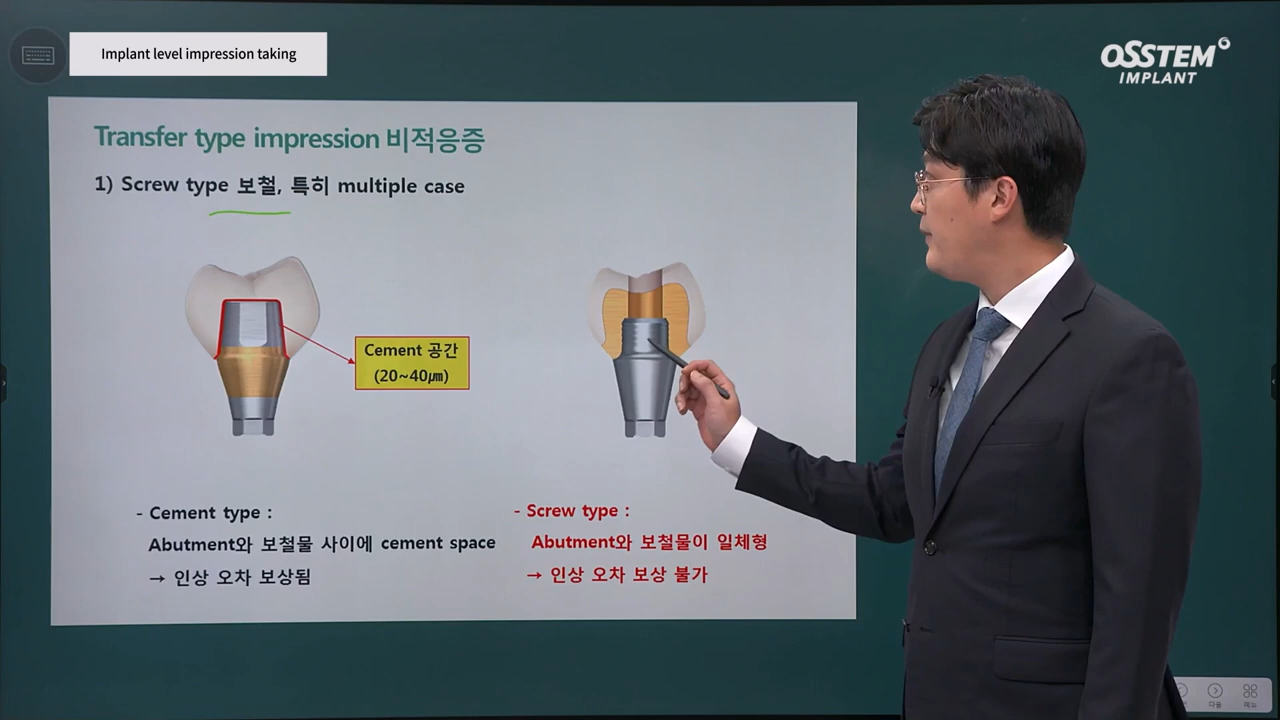 Implant level impression taking
OSSTEM
IMPLANT
Transfer type impression 비적응증
1) Screw type 보철, 특히 multiple case
Cement 공간
(20~40㎛)
- Cement type :
Abutment와 보철물 사이에 cement space
→ 인상 오차 보상됨
- Screw type :
Abutment와 보철물이 일체형
→ 인상 오차 보상 불가
다음
메뉴